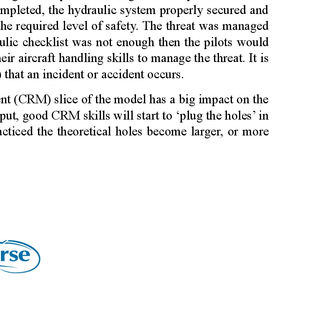 mpleted, the hydraulic system properly secured and
he required level of safety. The threat was managed
ulic checklist was not enough then the pilots would
eir aircraft handling skills to manage the threat. It is
) that an incident or accident occurs.
nt (CRM) slice of the model has a big impact on the
put, good CRM skills will start to ‘plug the holes’ in
acticed the theoretical holes become larger, or more
rse